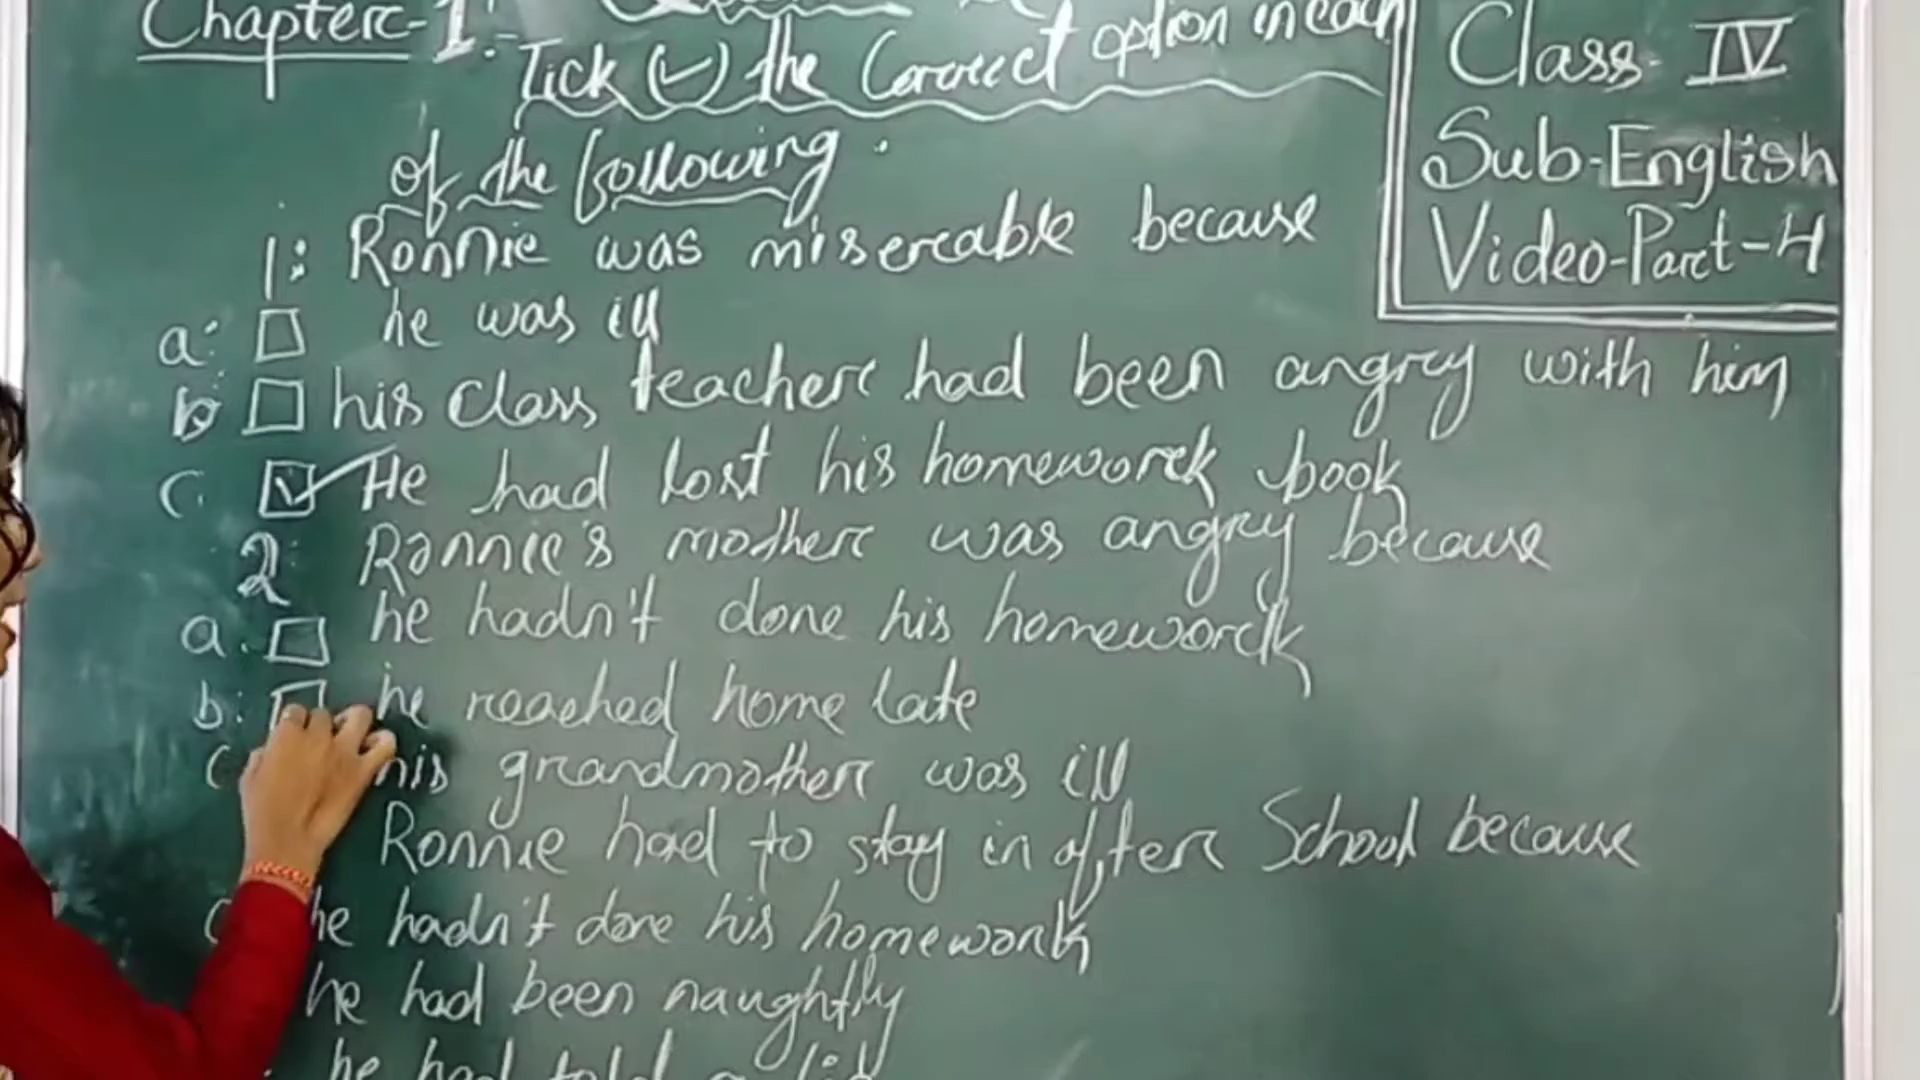 Chapter-1:-
Tick (✓) the Correct option in each
of the following.
Class- IV
Sub-English
Video-Part-4
1: Ronnie was miserable because
a: he was ill
b his class teacher had been angry with him
c. ✓ He had lost his homework book
2: Ronnie's mother was angry because
a. he hadn't done his homework
b: he reached home late
c his grandmother was ill
Ronnie had to stay in after School because
he hadn't done his homework
he had been naughtly
he had told a